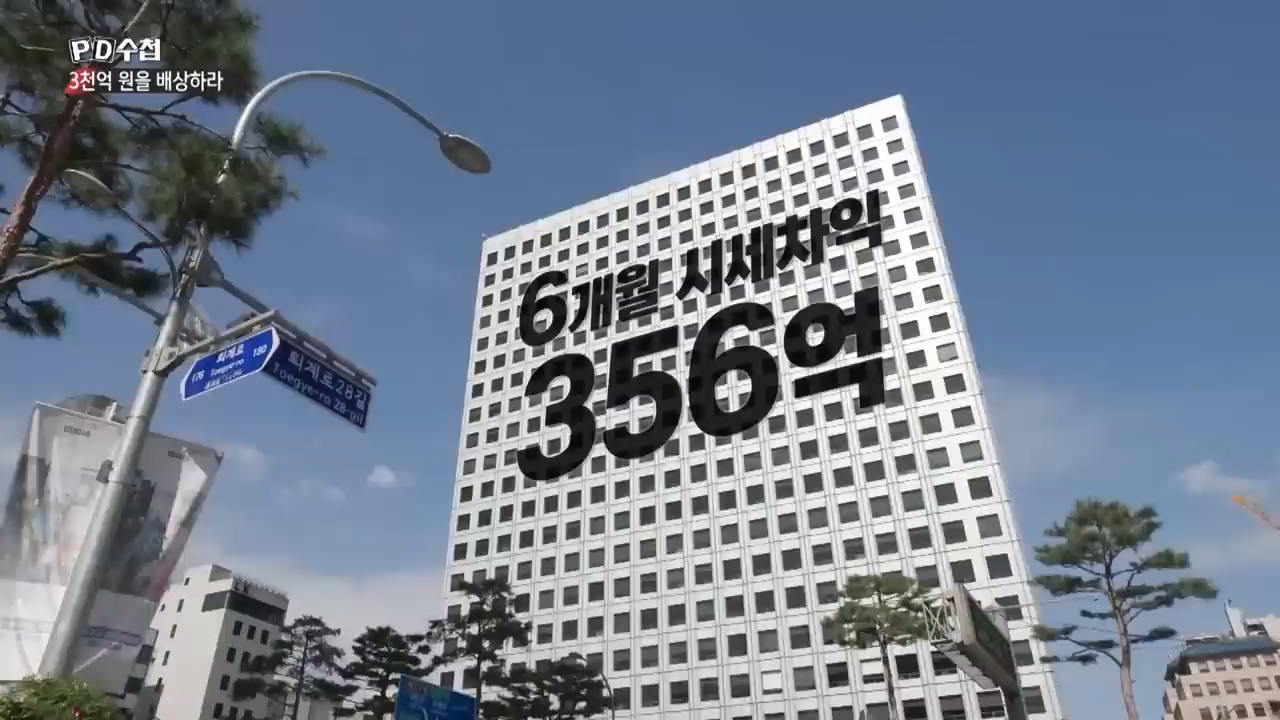 PD수첩
3천억 원을 배상하라
6개월 시세차익
356억
퇴계로
176 Toegye-ro 180
퇴계로28길
Toegye-ro 28-gil